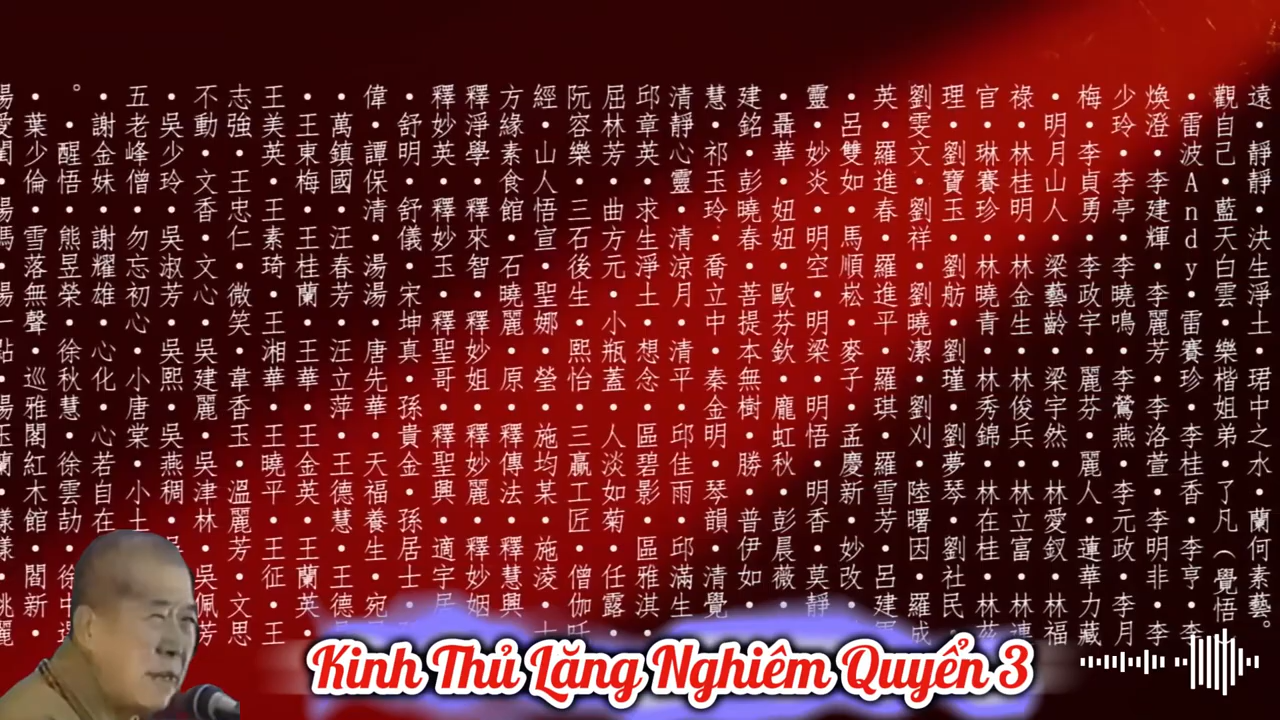 遠・靜靜・決生淨土・珺中之水・蘭何素藝。
觀自己・藍天白雲・樂楷姐弟・了凡（覺悟
・雷波Andy・雷賽珍・李桂香・李亨・李
煥澄・李建輝・李麗芳・李洛萱・李明非・李
少玲・李亭・李曉鳴・李鶯燕・李元政・李月
梅・李貞勇・李政宇・麗芬・麗人・蓮華力藏
・明月山人・梁藝齡・梁宇然・林愛釵・林福
祿・林桂明・林金生・林俊兵・林立富・林連
官・琳賽珍・林曉青・林秀錦・林在桂・林茲
理・劉寶玉・劉舫・劉瑾・劉夢琴・劉社民・
劉雯文・劉祥・劉曉潔・劉刈・陸曙因・羅成
英・羅進春・羅進平・羅琪・羅雪芳・呂建
・呂雙如・馬順崧・麥子・孟慶新・妙改・
靈・妙炎・明空・明梁・明悟・明香・莫靜
・聶華・妞妞・歐芬欽・龐虹秋・彭晨薇・
建銘・彭曉春・菩提本無樹・勝・普伊如・
慧・祁玉玲・喬立中・秦金明・琴韻・清覺・
清靜心靈・清涼月・清平・邱佳雨・邱滿生
邱章英・求生淨土・想念・區碧影・區雅淇・
屈林芳・曲方元・小瓶蓋・人淡如菊・任露・
阮容樂・三石後生・熙怡・三贏工匠・僧伽吒
經・山人悟宣・聖娜・瑩・施均某・施淩・士
方緣素食館・石曉麗・原・釋傳法・釋慧興・
釋淨學・釋來智・釋妙姐・釋妙麗・釋妙姻
釋妙英・釋妙玉・釋聖哥・釋聖興・適宇居
・舒明・舒儀・宋坤真・孫貴金・孫居士・
偉・譚保清・湯湯・唐先華・天福養生・宛
・萬鎮國・汪春芳・汪立萍・王德慧・王德
・王東梅・王桂蘭・王華・王金英・王蘭英
王美英・王素琦・王湘華・王曉平・王征・王
志強・王忠仁・微笑・韋香玉・溫麗芳・文思
不動・文香・文心・吳建麗・吳津林・吳佩芳
・吳少玲・吳淑芳・吳熙・吳燕稠・
五老峰僧・勿忘初心・小唐棠・小土
・謝金妹・謝耀雄・心化・心若自在
。・醒悟・熊昱榮・徐秋慧・徐雲劼・徐中
・葉少倫・雪落無聲・巡雅閣紅木館・閻新
Kinh Thủ Lăng Nghiêm Quyển 3